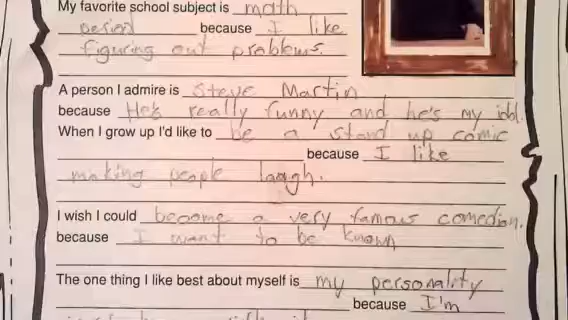 My favorite school subject is math
period because I like
figuring out problems.
A person I admire is Steve Martin
because He's really funny and he's my idol.
When I grow up I'd like to be a stand up comic
because I like
making people laugh.
I wish I could become a very famous comedian.
because I want to be known
The one thing I like best about myself is my personality
because I'm